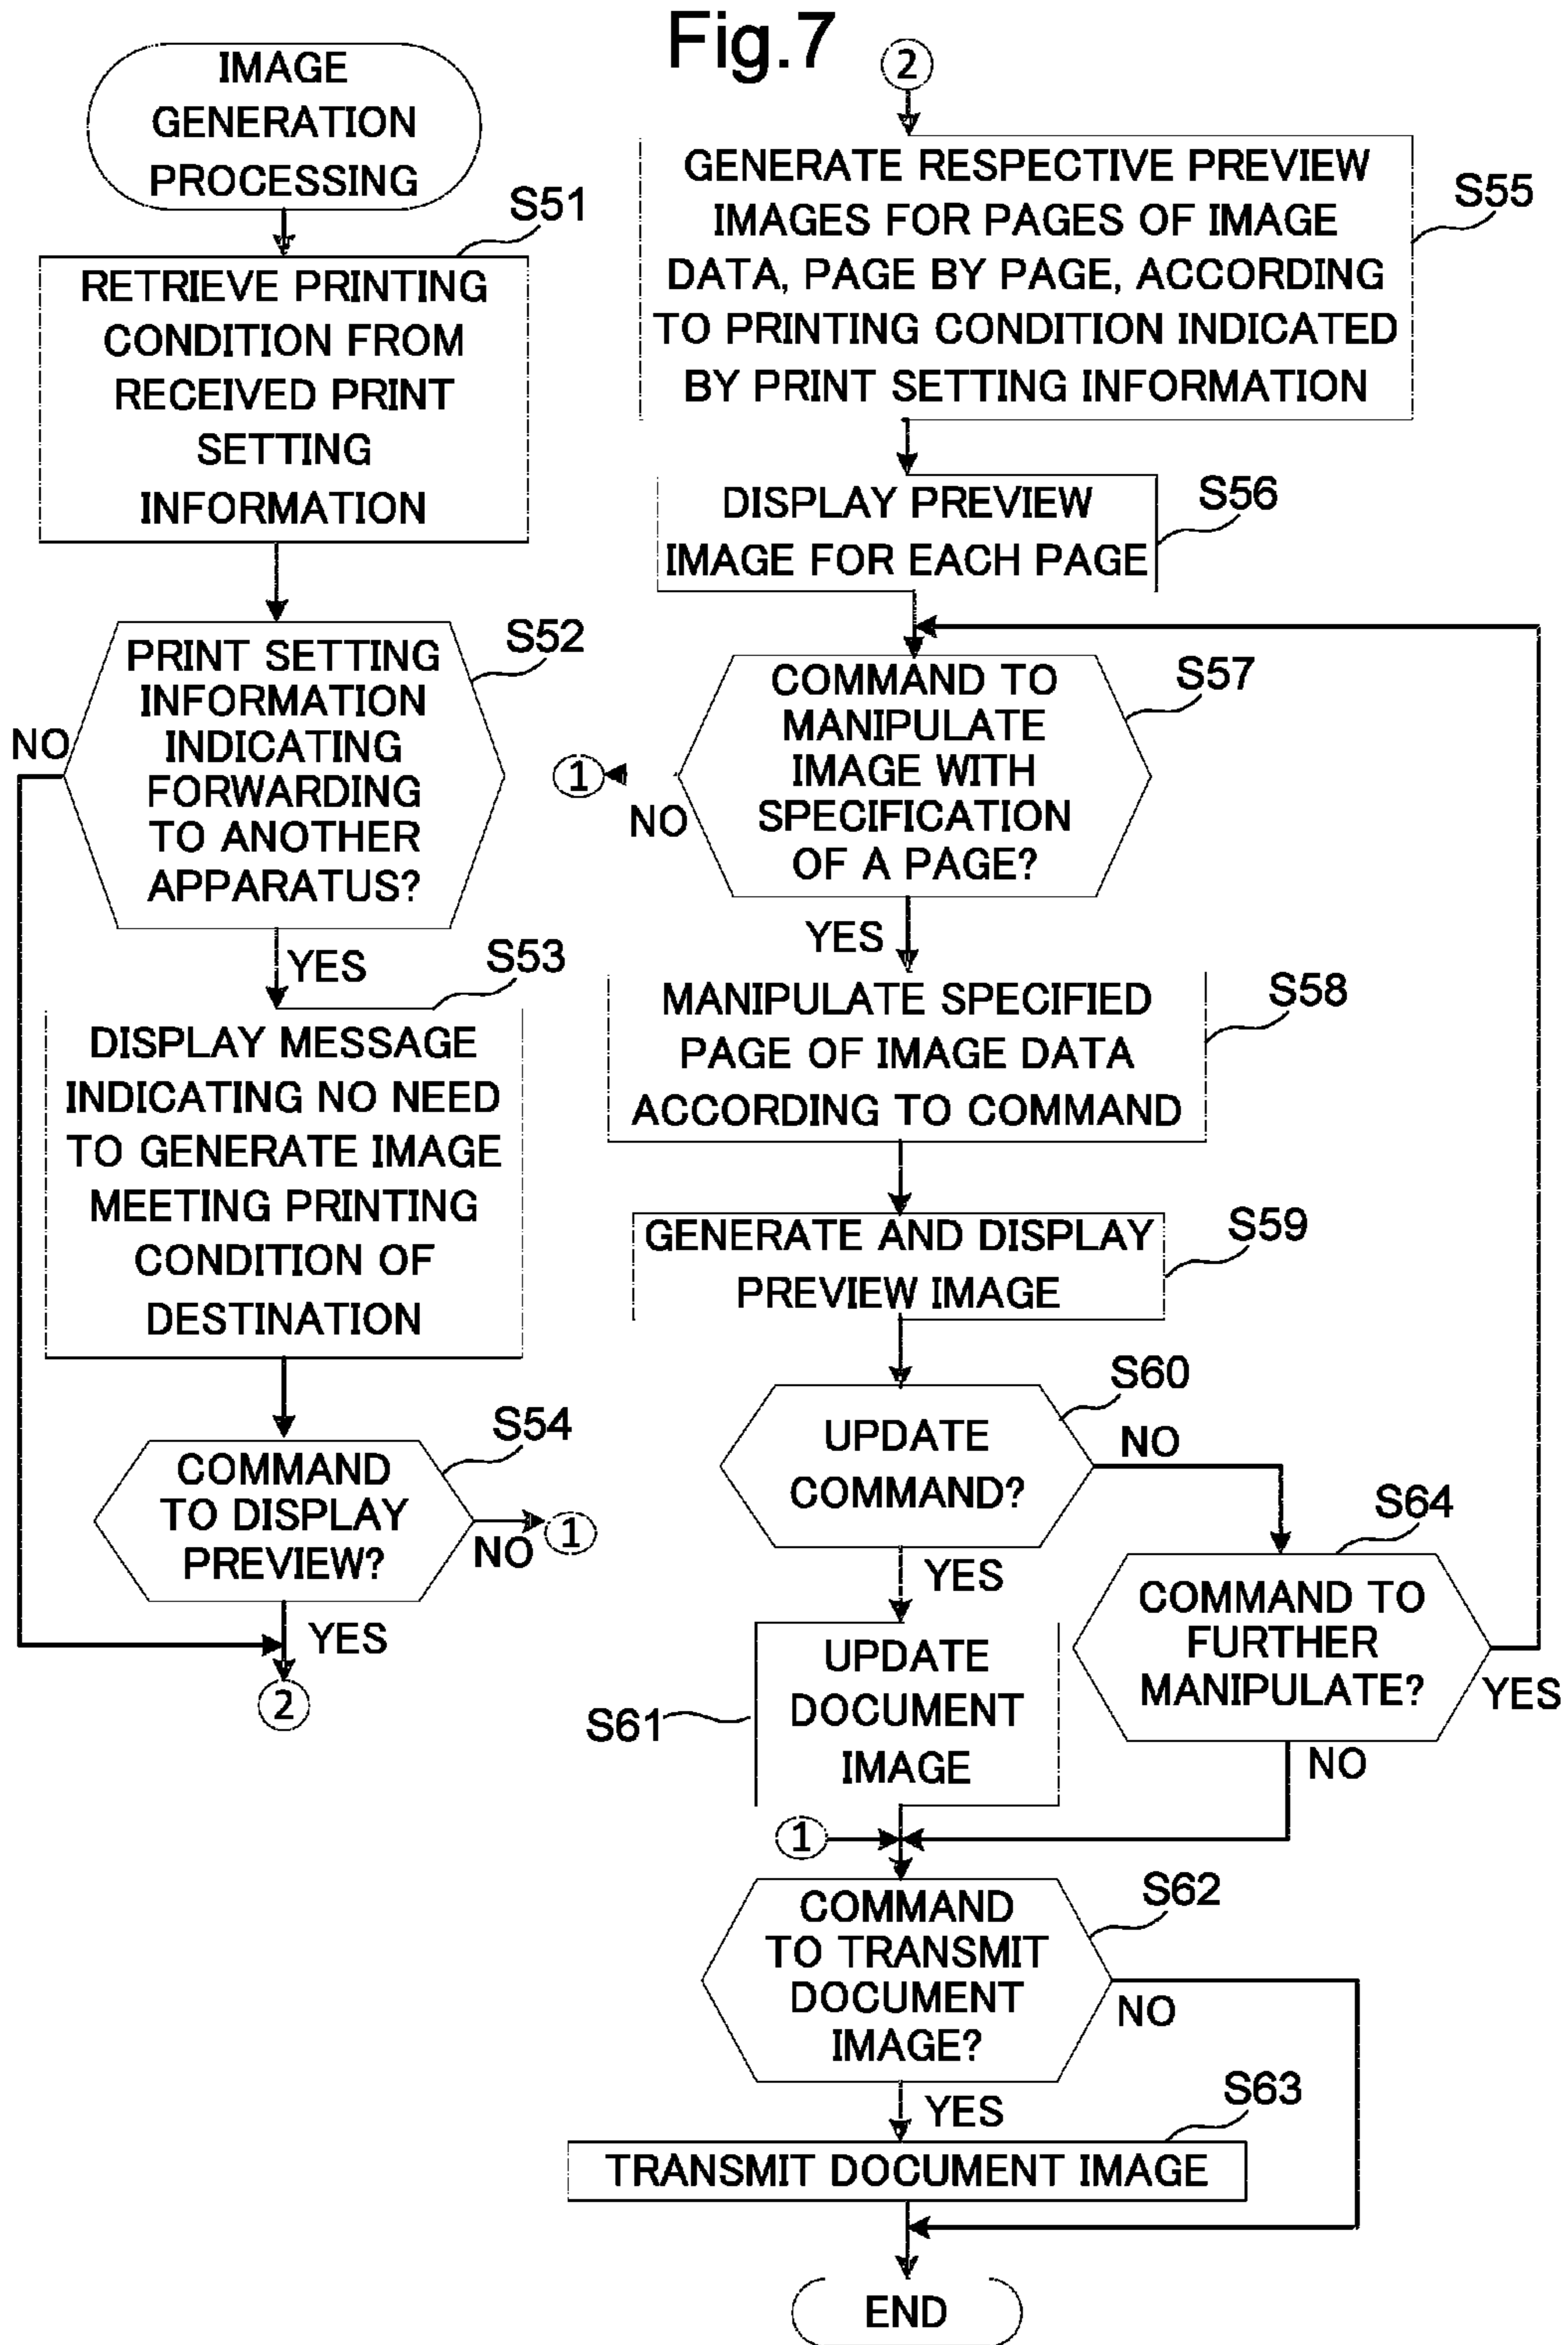 Fig.7
IMAGE
GENERATION
PROCESSING
S51
RETRIEVE PRINTING
CONDITION FROM
RECEIVED PRINT
SETTING
INFORMATION
S52
PRINT SETTING
INFORMATION
INDICATING
FORWARDING
TO ANOTHER
APPARATUS?
NO
YES
S53
DISPLAY MESSAGE
INDICATING NO NEED
TO GENERATE IMAGE
MEETING PRINTING
CONDITION OF
DESTINATION
S54
COMMAND
TO DISPLAY
PREVIEW?
NO
1
YES
2
2
GENERATE RESPECTIVE PREVIEW
IMAGES FOR PAGES OF IMAGE
DATA, PAGE BY PAGE, ACCORDING
TO PRINTING CONDITION INDICATED
BY PRINT SETTING INFORMATION
S55
DISPLAY PREVIEW
IMAGE FOR EACH PAGE
S56
COMMAND TO
MANIPULATE
IMAGE WITH
SPECIFICATION
OF A PAGE?
S57
1
NO
YES
MANIPULATE SPECIFIED
PAGE OF IMAGE DATA
ACCORDING TO COMMAND
S58
GENERATE AND DISPLAY
PREVIEW IMAGE
S59
UPDATE
COMMAND?
S60
NO
YES
S64
COMMAND TO
FURTHER
MANIPULATE?
YES
NO
UPDATE
DOCUMENT
IMAGE
S61
1
COMMAND
TO TRANSMIT
DOCUMENT
IMAGE?
S62
NO
YES
S63
TRANSMIT DOCUMENT IMAGE
END